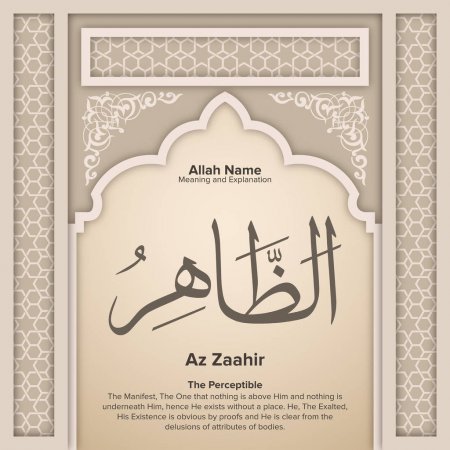 Allah Name
Meaning and Explanation
الظَّاهِرُ
Az Zaahir
The Perceptible
The Manifest, The One that nothing is above Him and nothing is
underneath Him, hence He exists without a place. He, The Exalted,
His Existence is obvious by proofs and He is clear from the
delusions of attributes of bodies.